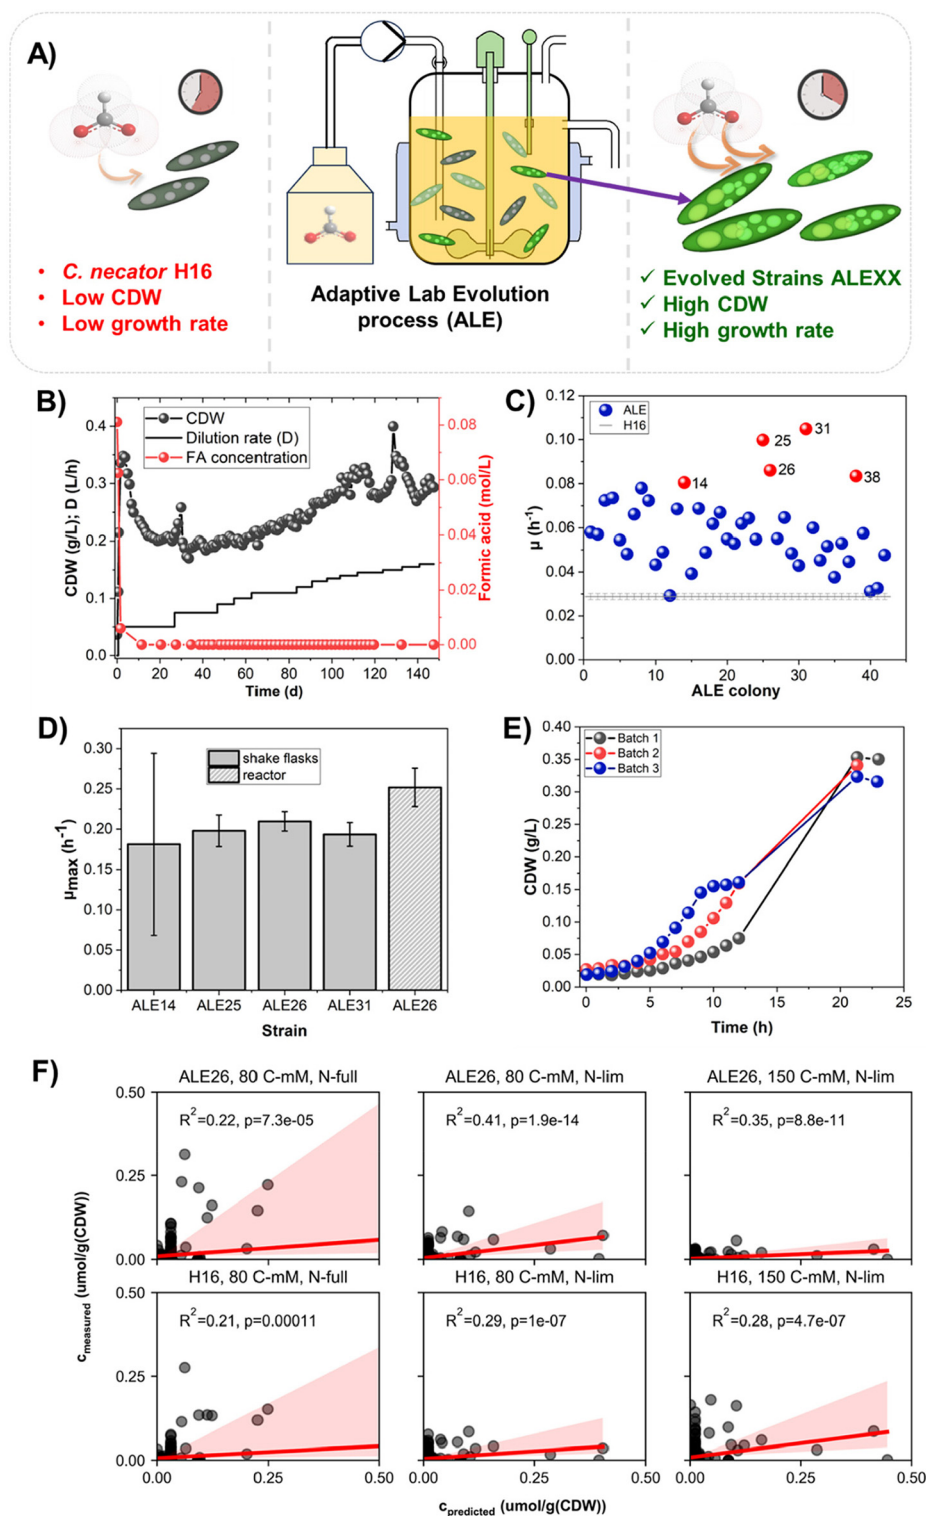 A)
• C. necator H16
• Low CDW
• Low growth rate
Adaptive Lab Evolution
process (ALE)
✓ Evolved Strains ALEXX
✓ High CDW
✓ High growth rate
B)
CDW (g/L); D (L/h)
0.4
0.3
0.2
0.1
0.0
CDW
Dilution rate (D)
FA concentration
0.08
0.06
0.04
0.02
0.00
Formic acid (mol/L)
0 20 40 60 80 100 120 140
Time (d)
C)
μ (h-1)
0.12
0.10
0.08
0.06
0.04
0.02
0.00
ALE
H16
14
25
26
31
38
0 10 20 30 40
ALE colony
D)
μmax (h-1)
0.30
0.25
0.20
0.15
0.10
0.05
0.00
shake flasks
reactor
ALE14 ALE25 ALE26 ALE31 ALE26
Strain
E)
CDW (g/L)
0.40
0.35
0.30
0.25
0.20
0.15
0.10
0.05
0.00
Batch 1
Batch 2
Batch 3
0 5 10 15 20 25
Time (h)
F)
cmeasured (umol/g(CDW))
ALE26, 80 C-mM, N-full
0.50
0.25
0.00
R2=0.22, p=7.3e-05
ALE26, 80 C-mM, N-lim
R2=0.41, p=1.9e-14
ALE26, 150 C-mM, N-lim
R2=0.35, p=8.8e-11
H16, 80 C-mM, N-full
0.50
0.25
0.00
R2=0.21, p=0.00011
H16, 80 C-mM, N-lim
R2=0.29, p=1e-07
H16, 150 C-mM, N-lim
R2=0.28, p=4.7e-07
0.00 0.25 0.50
0.00 0.25 0.50
0.00 0.25 0.50
cpredicted (umol/g(CDW))